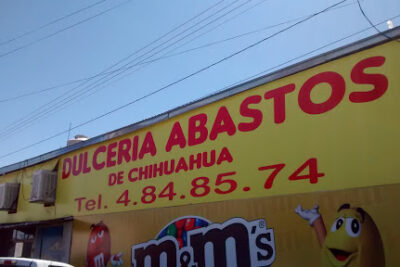 DULCERIA ABASTOS
DE CHIHUAHUA
Tel. 4.84.85.74
m&m's